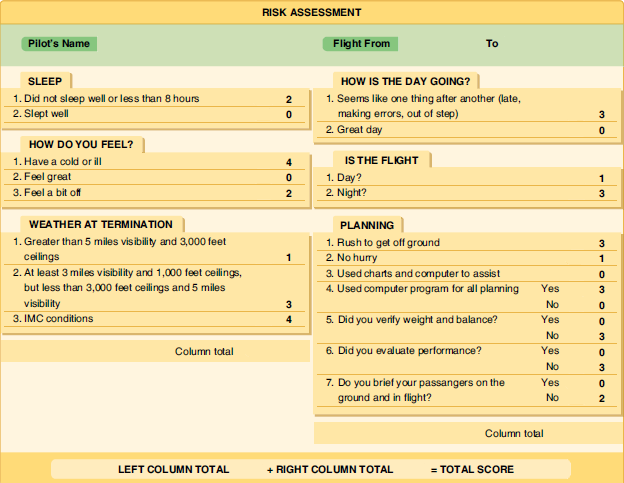 RISK ASSESSMENT
Pilot's Name
Flight From To
SLEEP
1. Did not sleep well or less than 8 hours 2
2. Slept well 0
HOW DO YOU FEEL?
1. Have a cold or ill 4
2. Feel great 0
3. Feel a bit off 2
WEATHER AT TERMINATION
1. Greater than 5 miles visibility and 3,000 feet
ceilings 1
2. At least 3 miles visibility and 1,000 feet ceilings,
but less than 3,000 feet ceilings and 5 miles
visibility 3
3. IMC conditions 4
Column total
HOW IS THE DAY GOING?
1. Seems like one thing after another (late,
making errors, out of step) 3
2. Great day 0
IS THE FLIGHT
1. Day? 1
2. Night? 3
PLANNING
1. Rush to get off ground 3
2. No hurry 1
3. Used charts and computer to assist 0
4. Used computer program for all planning Yes 3
No 0
5. Did you verify weight and balance? Yes 0
No 3
6. Did you evaluate performance? Yes 0
No 3
7. Do you brief your passangers on the Yes 0
ground and in flight? No 2
Column total
LEFT COLUMN TOTAL + RIGHT COLUMN TOTAL = TOTAL SCORE